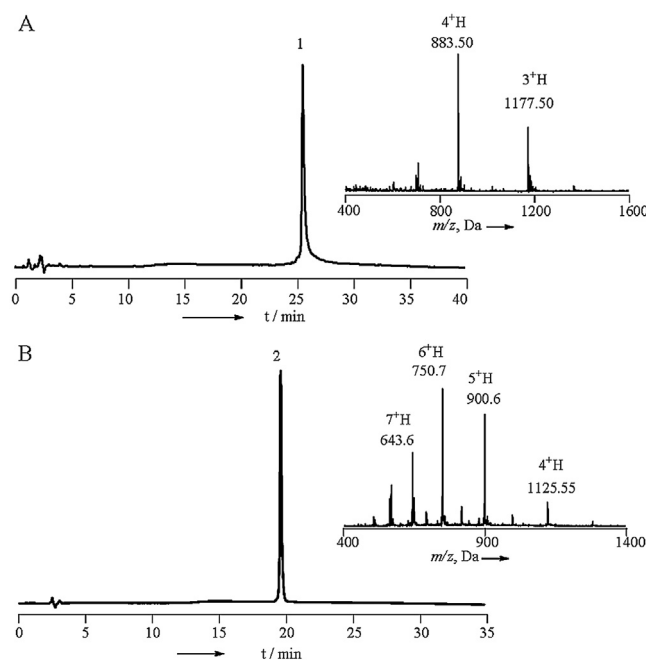 A
1
4⁺H
883.50
3⁺H
1177.50
400 800 1200 1600
m/z, Da
0 5 10 15 20 25 30 35 40
t / min
B
2
6⁺H
750.7
5⁺H
900.6
7⁺H
643.6
4⁺H
1125.55
400 900 1400
m/z, Da
0 5 10 15 20 25 30 35
t / min